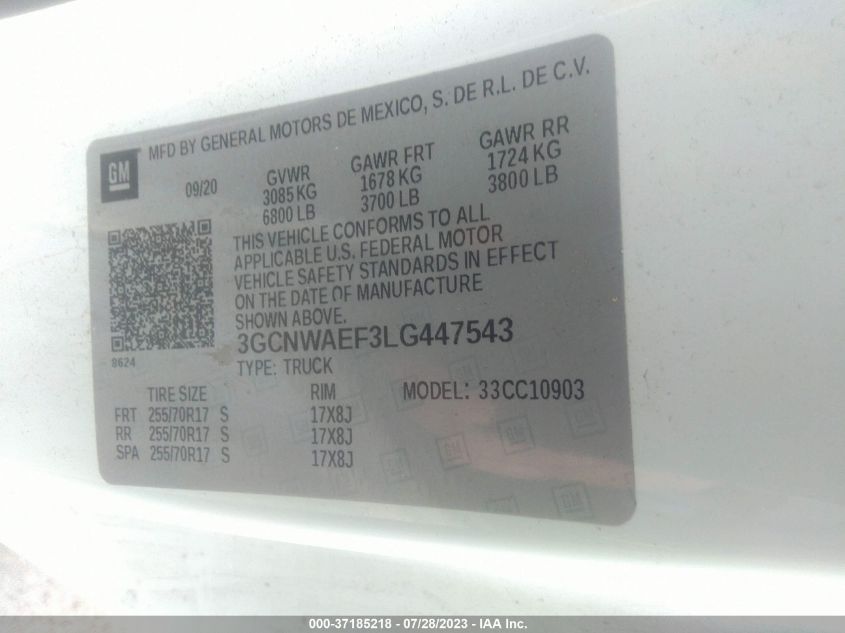 MFD BY GENERAL MOTORS DE MEXICO, S. DE R.L. DE C.V.
GM
09/20
GVWR GAWR FRT GAWR RR
3085 KG 1678 KG 1724 KG
6800 LB 3700 LB 3800 LB
THIS VEHICLE CONFORMS TO ALL
APPLICABLE U.S. FEDERAL MOTOR
VEHICLE SAFETY STANDARDS IN EFFECT
ON THE DATE OF MANUFACTURE
SHOWN ABOVE.
3GCNWAEF3LG447543
8624
TYPE: TRUCK
TIRE SIZE RIM MODEL: 33CC10903
FRT 255/70R17 S 17X8J
RR 255/70R17 S 17X8J
SPA 255/70R17 S 17X8J
000-37185218 - 07/28/2023 - IAA Inc.